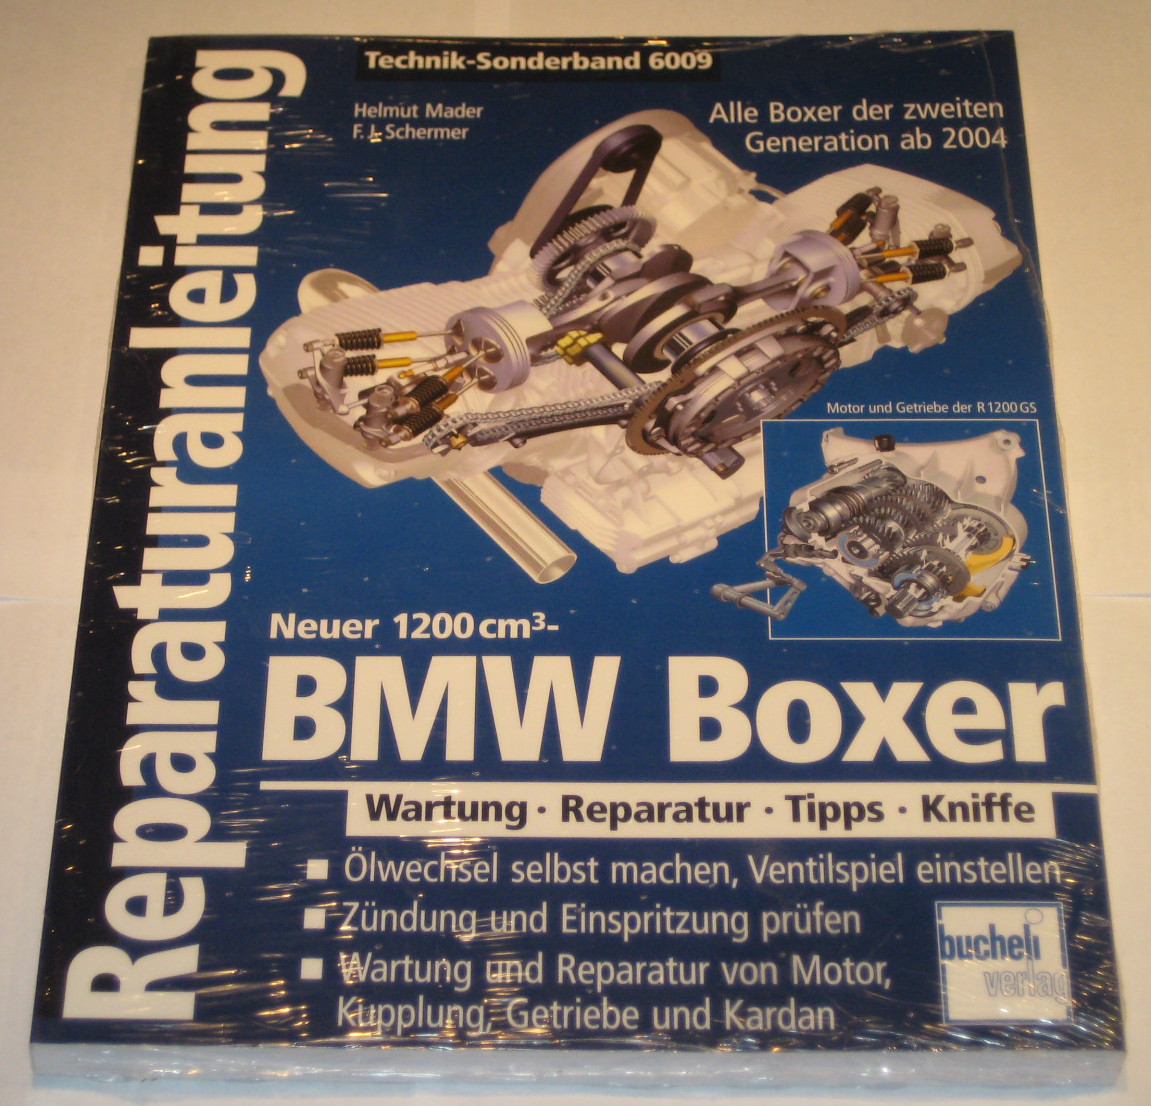 Reparaturanleitung
Technik-Sonderband 6009
Helmut Mader
F. J. Schermer
Alle Boxer der zweiten
Generation ab 2004
Motor und Getriebe der R 1200 GS
Neuer 1200 cm³-
BMW Boxer
Wartung · Reparatur · Tipps · Kniffe
■ Ölwechsel selbst machen, Ventilspiel einstellen
■ Zündung und Einspritzung prüfen
■ Wartung und Reparatur von Motor,
Kupplung, Getriebe und Kardan
bucheli
verlag